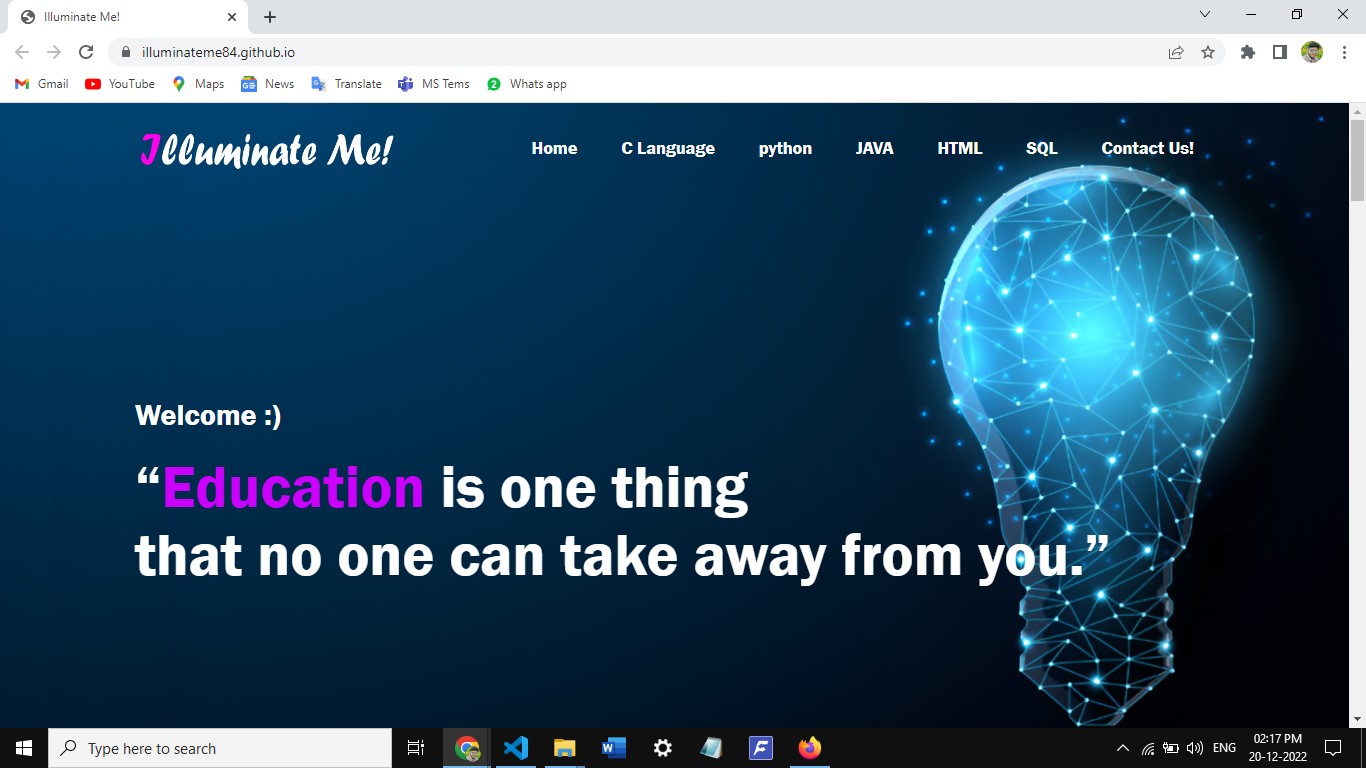 Illuminate Me!
illuminateme84.github.io
Gmail YouTube Maps News Translate MS Tems 2 Whats app
Illuminate Me! Home C Language python JAVA HTML SQL Contact Us!
Welcome :)
“Education is one thing
that no one can take away from you.”
Type here to search ENG 02:17 PM
20-12-2022